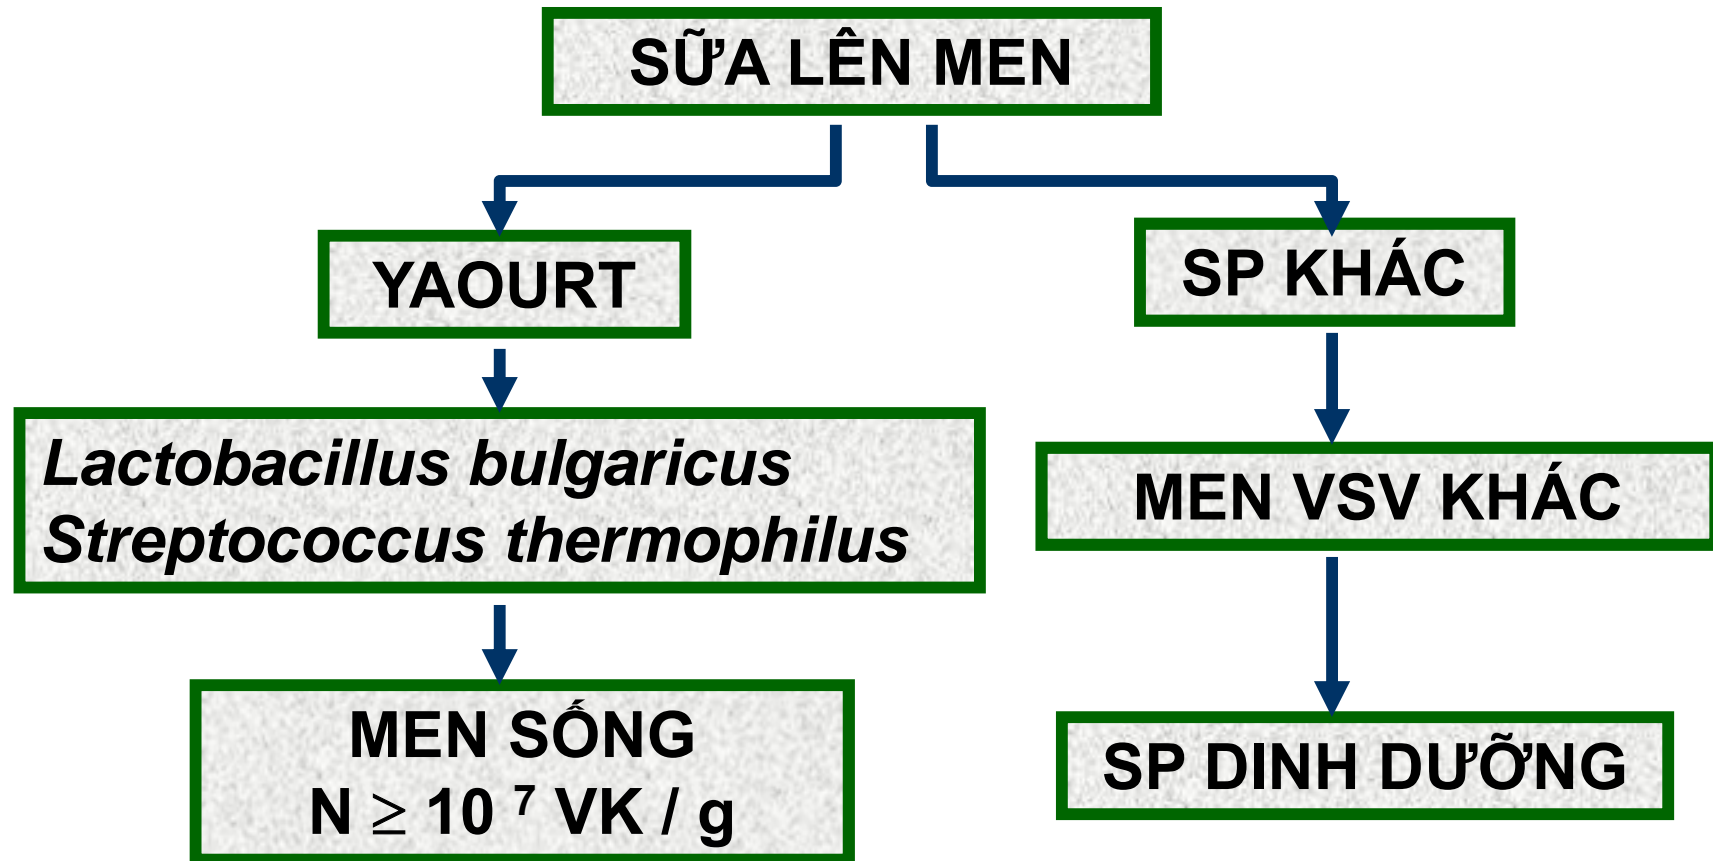 SỮA LÊN MEN
YAOURT
SP KHÁC
Lactobacillus bulgaricus
Streptococcus thermophilus
MEN VSV KHÁC
MEN SỐNG
N ≥ 10 ⁷ VK / g
SP DINH DƯỠNG